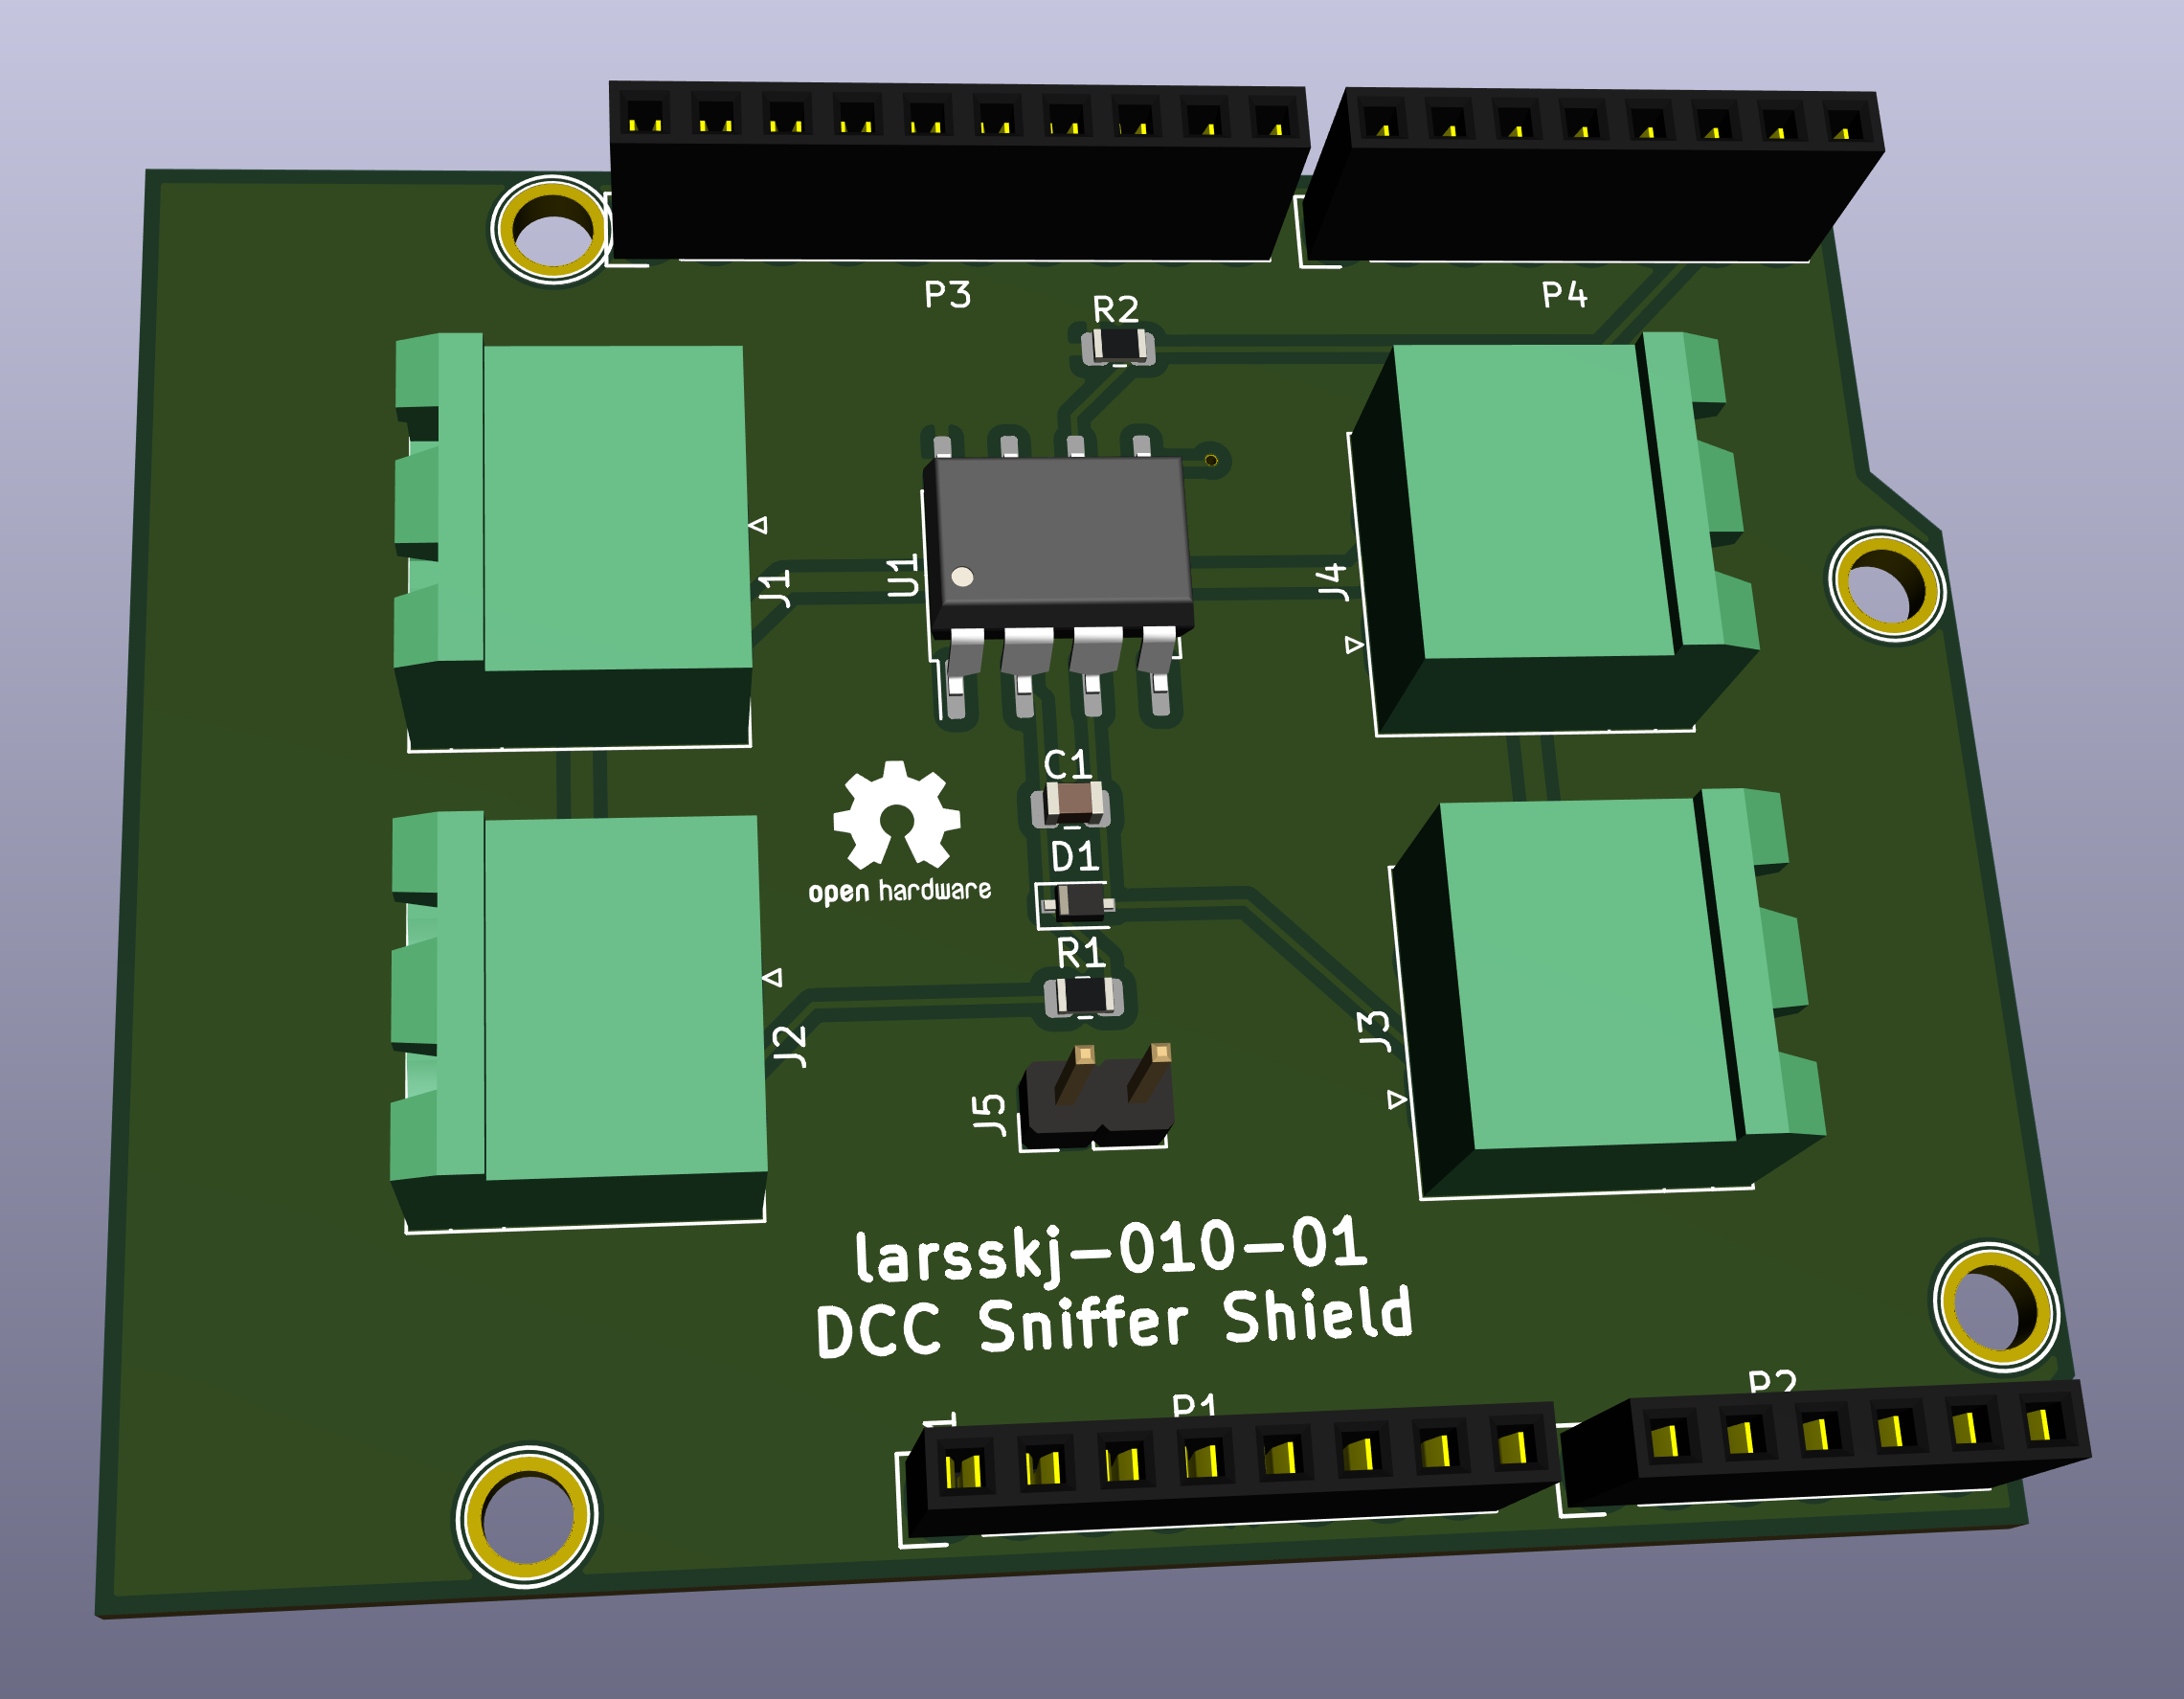 P3
P4
R2
J1
U1
J4
C1
open hardware
D1
R1
J2
J3
J5
larsskj-010-01
DCC Sniffer Shield
P1
P2